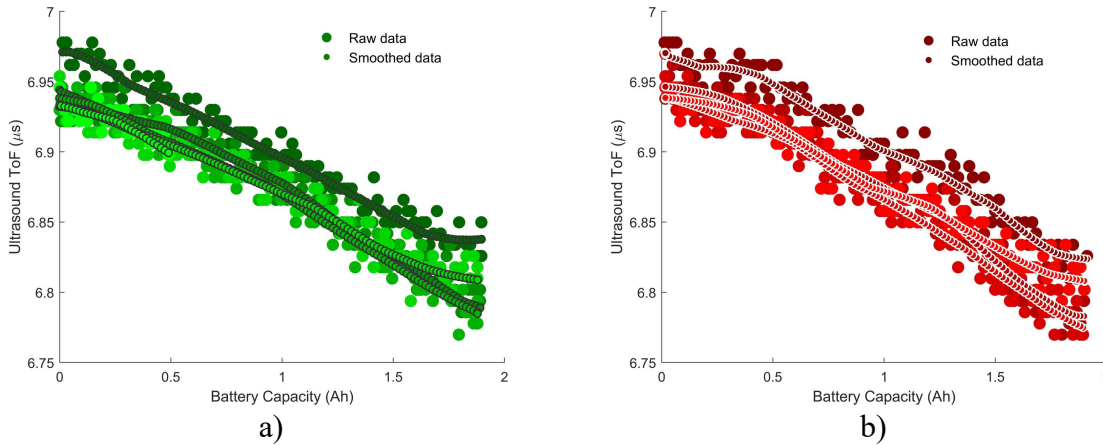 7
6.95
6.9
6.85
6.8
6.75
Ultrasound ToF (μs)
0
0.5
1
1.5
2
Battery Capacity (Ah)
Raw data
Smoothed data
a)
7
6.95
6.9
6.85
6.8
6.75
Ultrasound ToF (μs)
0
0.5
1
1.5
Battery Capacity (Ah)
Raw data
Smoothed data
b)